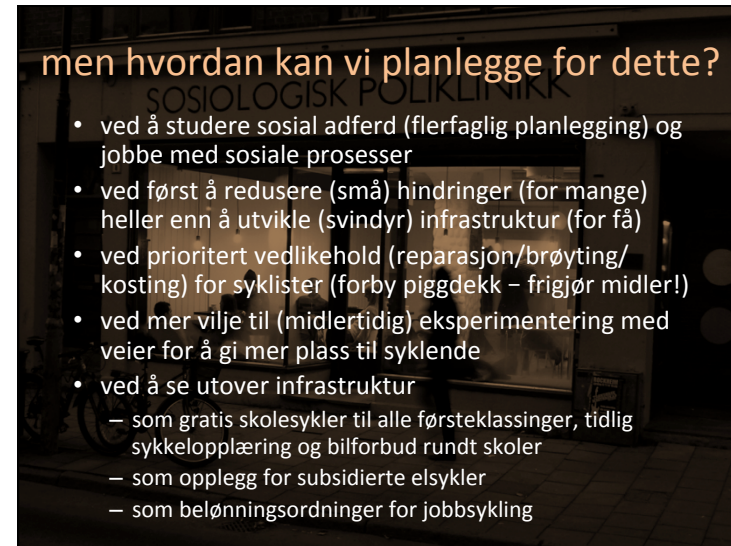 men hvordan kan vi planlegge for dette?
SOSIOLOGISK POLIKLINIKK
• ved å studere sosial adferd (flerfaglig planlegging) og
jobbe med sosiale prosesser
• ved først å redusere (små) hindringer (for mange)
heller enn å utvikle (svindyr) infrastruktur (for få)
• ved prioritert vedlikehold (reparasjon/brøyting/
kosting) for syklister (forby piggdekk – frigjør midler!)
• ved mer vilje til (midlertidig) eksperimentering med
veier for å gi mer plass til syklende
• ved å se utover infrastruktur
– som gratis skolesykler til alle førsteklassinger, tidlig
sykkelopplæring og bilforbud rundt skoler
– som opplegg for subsidierte elsykler
– som belønningsordninger for jobbsykling